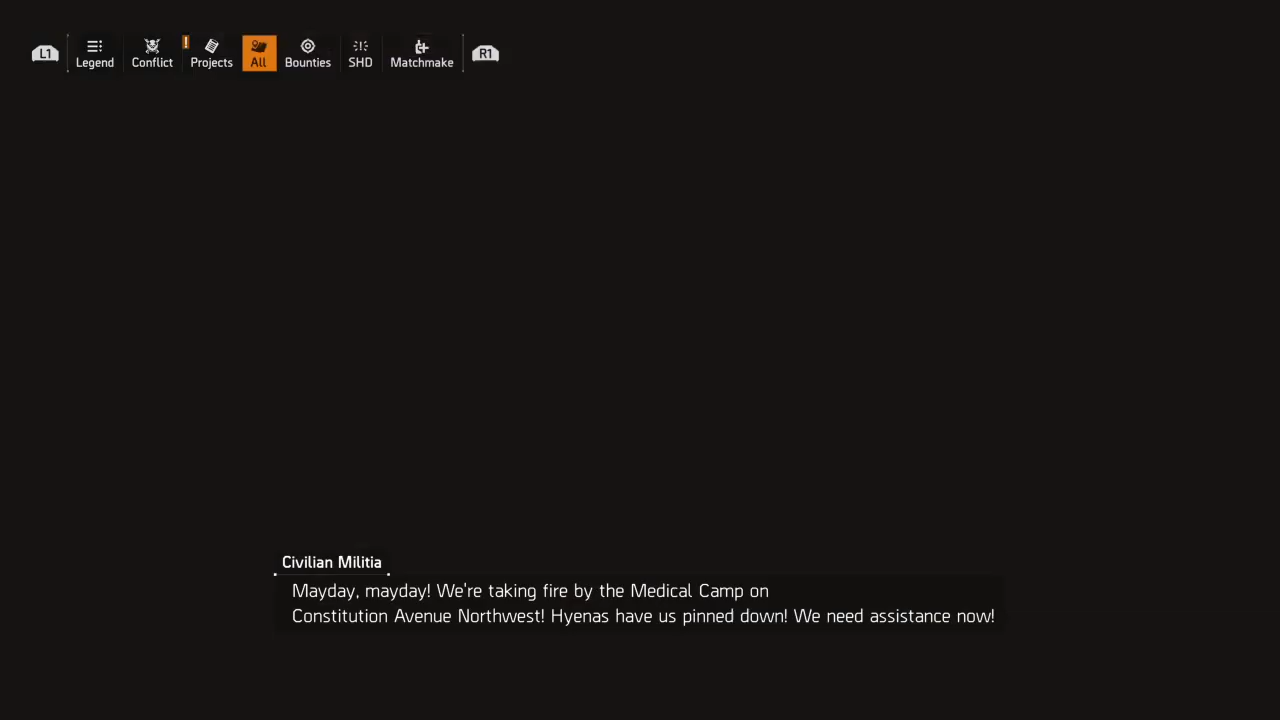 L1 Legend Conflict ! Projects All Bounties SHD Matchmake R1
Civilian Militia
Mayday, mayday! We're taking fire by the Medical Camp on
Constitution Avenue Northwest! Hyenas have us pinned down! We need assistance now!